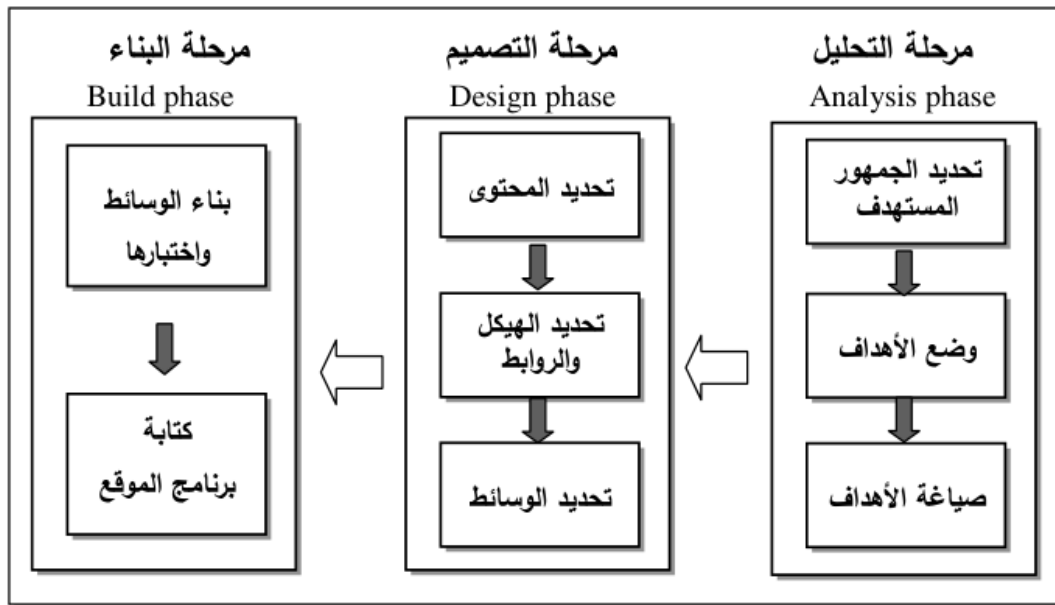 مرحلة التحليل
Analysis phase
تحديد الجمهور
المستهدف
وضع الأهداف
صياغة الأهداف
مرحلة التصميم
Design phase
تحديد المحتوى
تحديد الهيكل
والروابط
تحديد الوسائط
مرحلة البناء
Build phase
بناء الوسائط
واختبارها
كتابة
برنامج الموقع